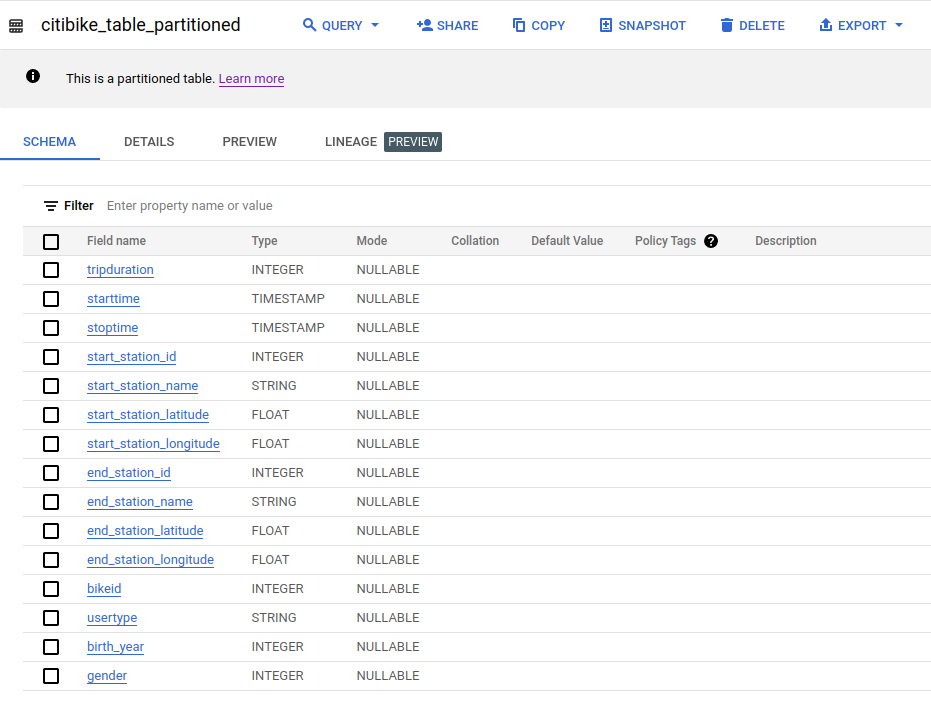 citibike_table_partitioned QUERY SHARE COPY SNAPSHOT DELETE EXPORT
This is a partitioned table. Learn more
SCHEMA DETAILS PREVIEW LINEAGE PREVIEW
Filter Enter property name or value
Field name Type Mode Collation Default Value Policy Tags ? Description
tripduration INTEGER NULLABLE
starttime TIMESTAMP NULLABLE
stoptime TIMESTAMP NULLABLE
start_station_id INTEGER NULLABLE
start_station_name STRING NULLABLE
start_station_latitude FLOAT NULLABLE
start_station_longitude FLOAT NULLABLE
end_station_id INTEGER NULLABLE
end_station_name STRING NULLABLE
end_station_latitude FLOAT NULLABLE
end_station_longitude FLOAT NULLABLE
bikeid INTEGER NULLABLE
usertype STRING NULLABLE
birth_year INTEGER NULLABLE
gender INTEGER NULLABLE